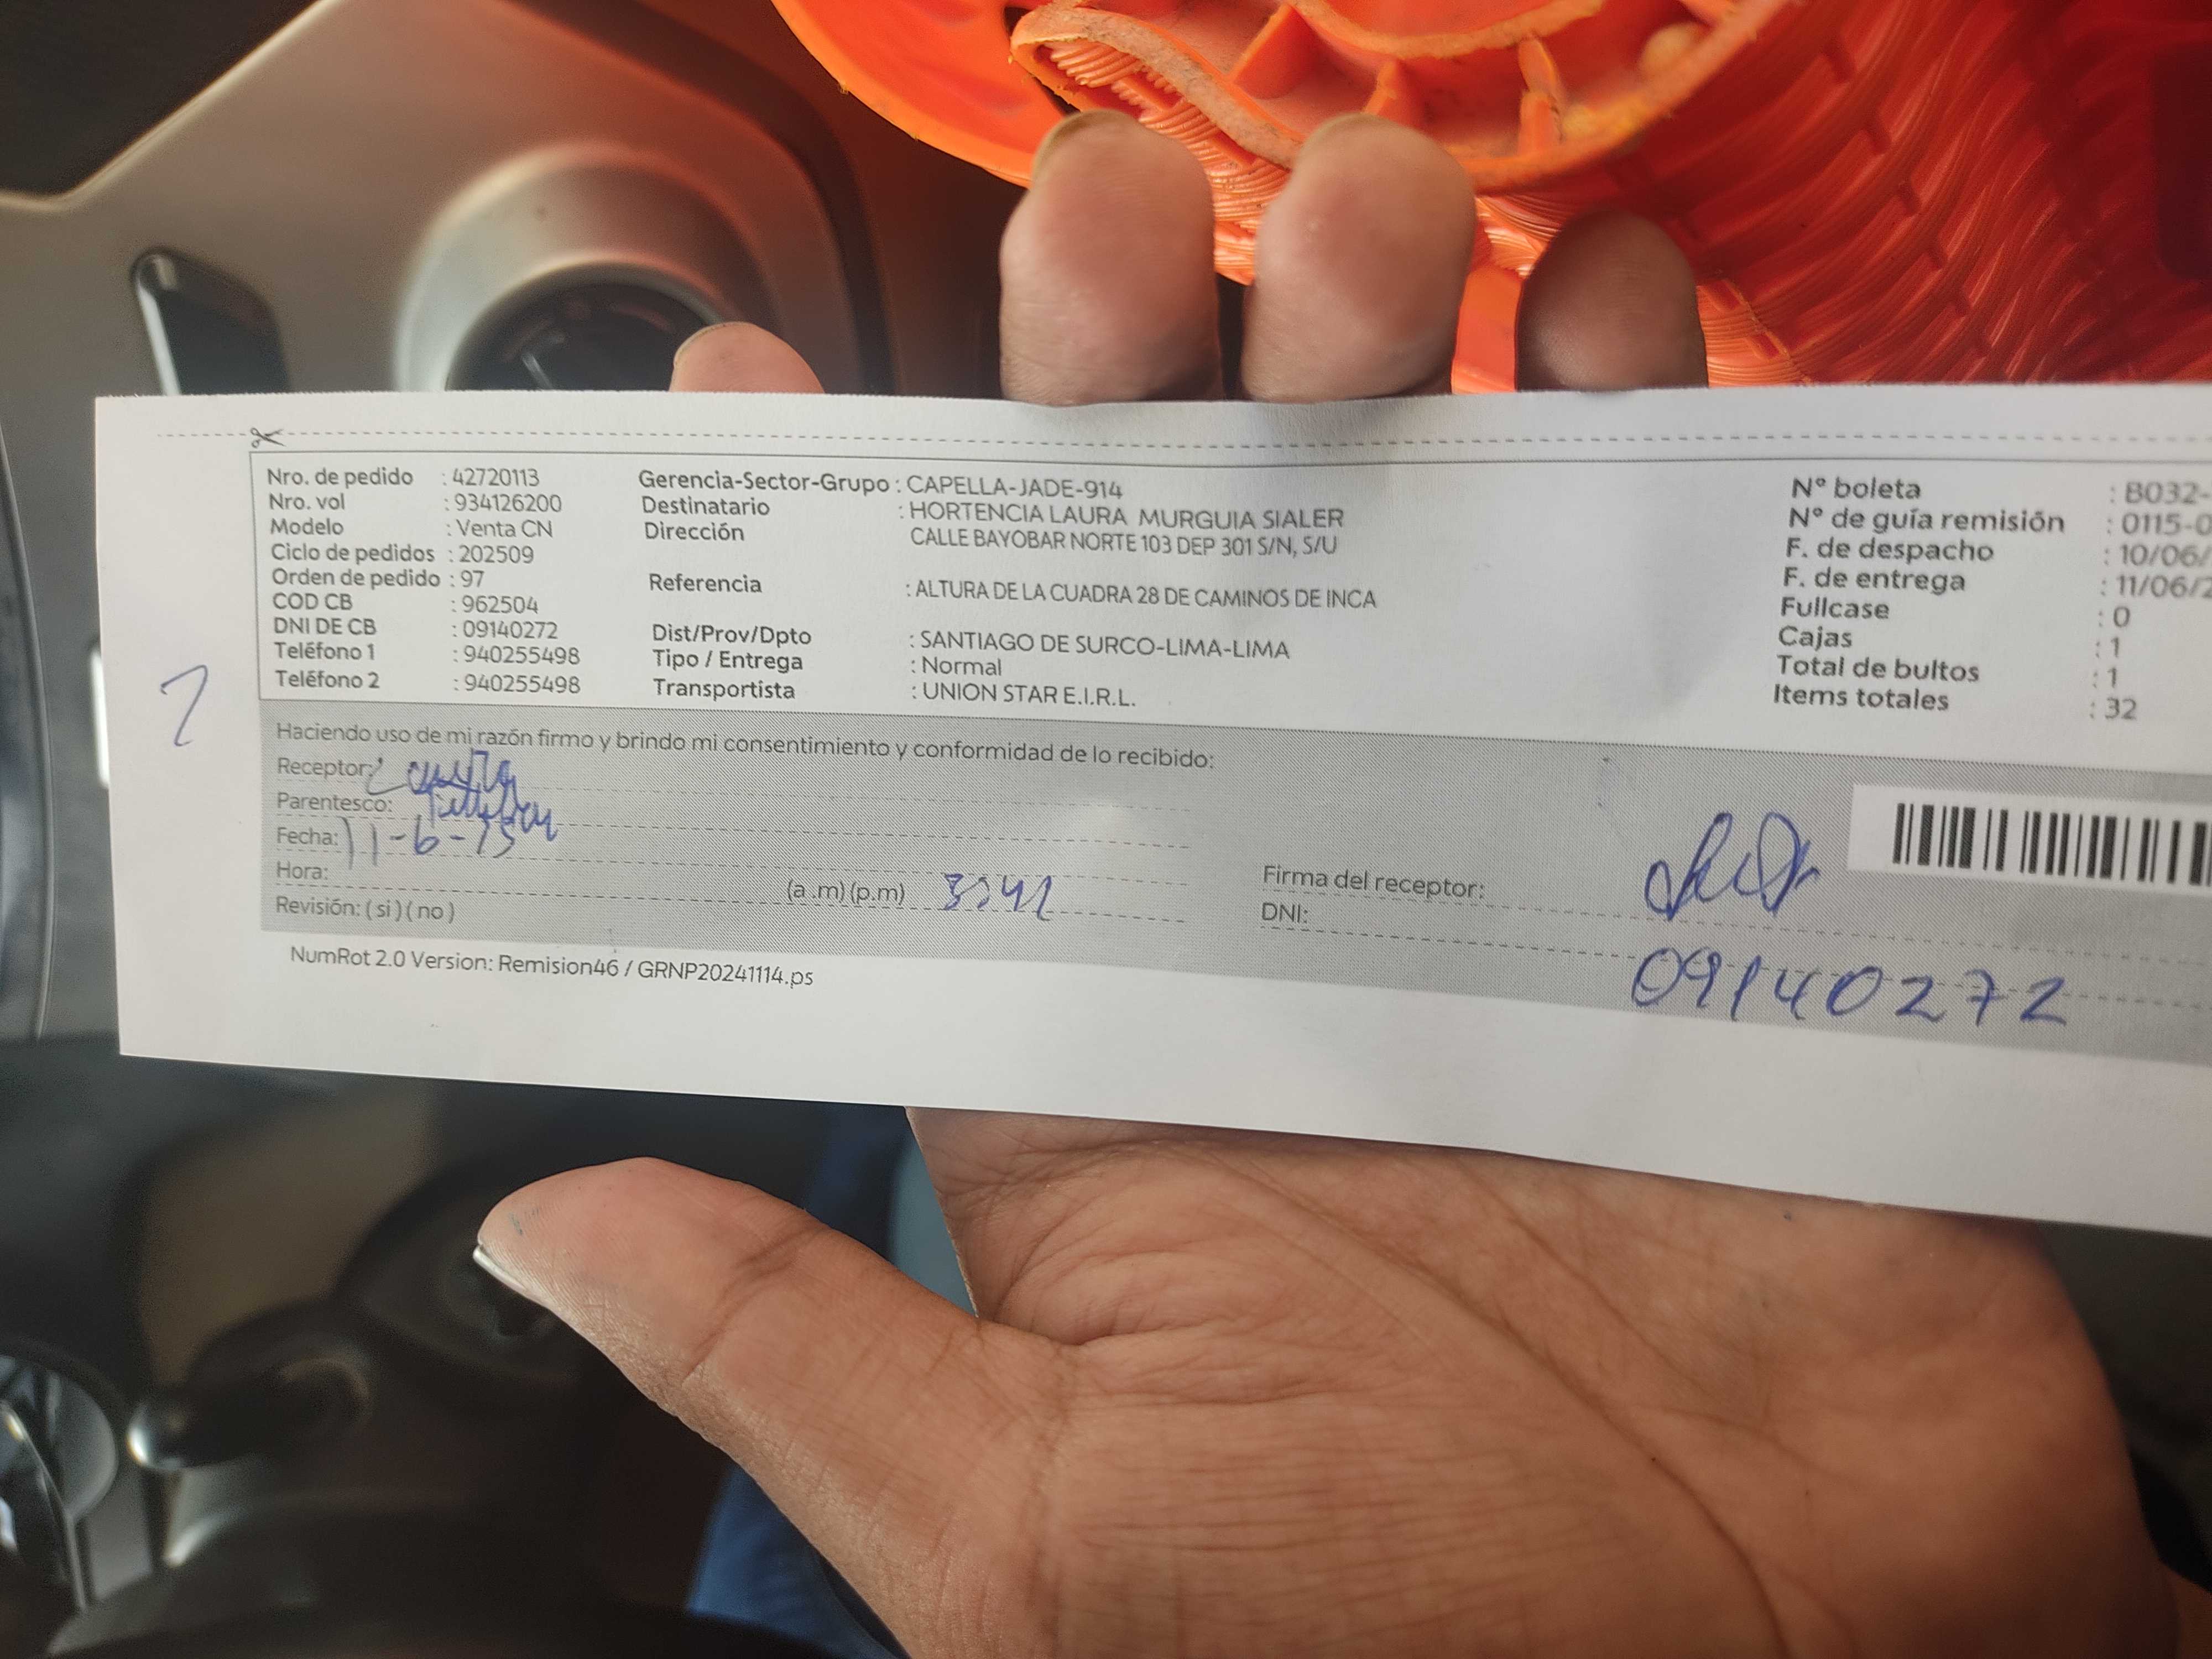 Nro. de pedido : 42720113
Nro. vol : 934126200
Modelo : Venta CN
Ciclo de pedidos : 202509
Orden de pedido : 97
COD CB : 962504
DNI DE CB : 09140272
Teléfono 1 : 940255498
Teléfono 2 : 940255498
Gerencia-Sector-Grupo : CAPELLA-JADE-914
Destinatario : HORTENCIA LAURA MURGUIA SIALER
Dirección CALLE BAYOBAR NORTE 103 DEP 301 S/N, S/U
Referencia : ALTURA DE LA CUADRA 28 DE CAMINOS DE INCA
Dist/Prov/Dpto : SANTIAGO DE SURCO-LIMA-LIMA
Tipo / Entrega : Normal
Transportista : UNION STAR E.I.R.L.
Nº boleta : B032-
Nº de guía remisión : 0115-0
F. de despacho : 10/06/
F. de entrega : 11/06/2
Fullcase : 0
Cajas : 1
Total de bultos : 1
Items totales : 32
Haciendo uso de mi razón firmo y brindo mi consentimiento y conformidad de lo recibido:
Receptor:
Parentesco:
Fecha: 11-6-
Hora: (a .m) (p.m) 3:42
Revisión: ( si ) ( no )
Firma del receptor:
DNI: 09140272
NumRot 2.0 Version: Remision46 / GRNP20241114.ps